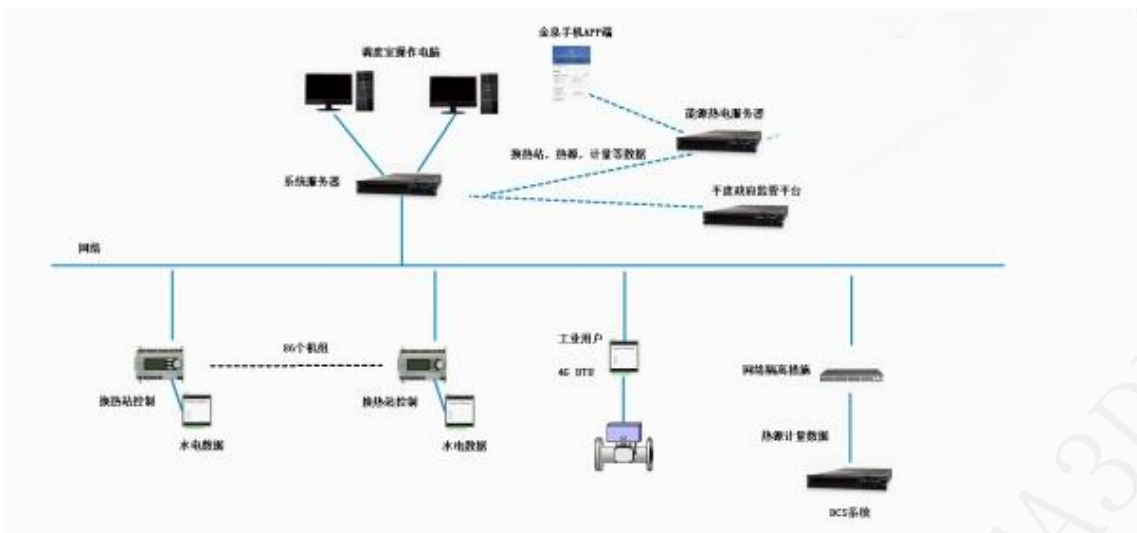 金泉手机APP端
调度室操作电脑
能源热电服务器
换热站，热源，计量等数据
系统服务器
平度政府监管平台
网络
工业用户
86个机组
4G DTU
网络隔离措施
换热站控制
换热站控制
热源计量数据
水电数据
水电数据
DCS系统